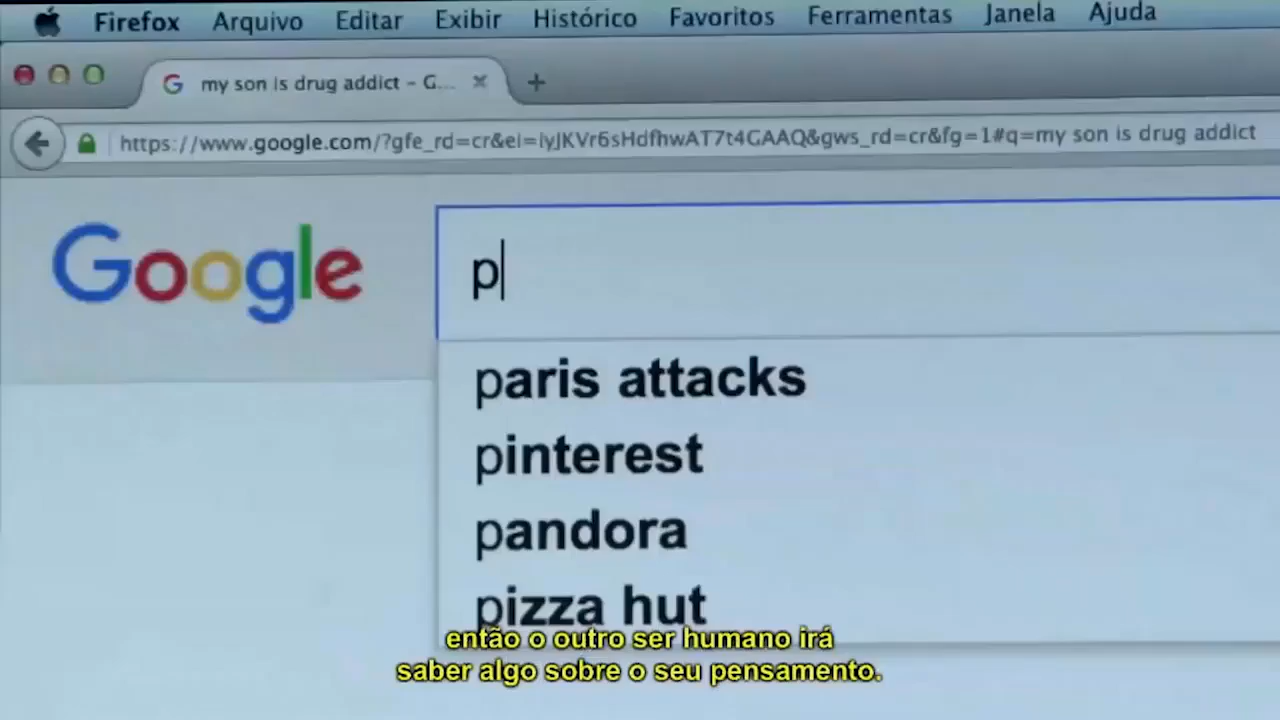 Firefox Arquivo Editar Exibir Histórico Favoritos Ferramentas Janela Ajuda
my son is drug addict - G...
https://www.google.com/?gfe_rd=cr&ei=iyJKVr6sHdfhwAT7t4GAAQ&gws_rd=cr&fg=1#q=my son is drug addict
Google
p
paris attacks
pinterest
pandora
pizza hut
então o outro ser humano irá
saber algo sobre o seu pensamento.